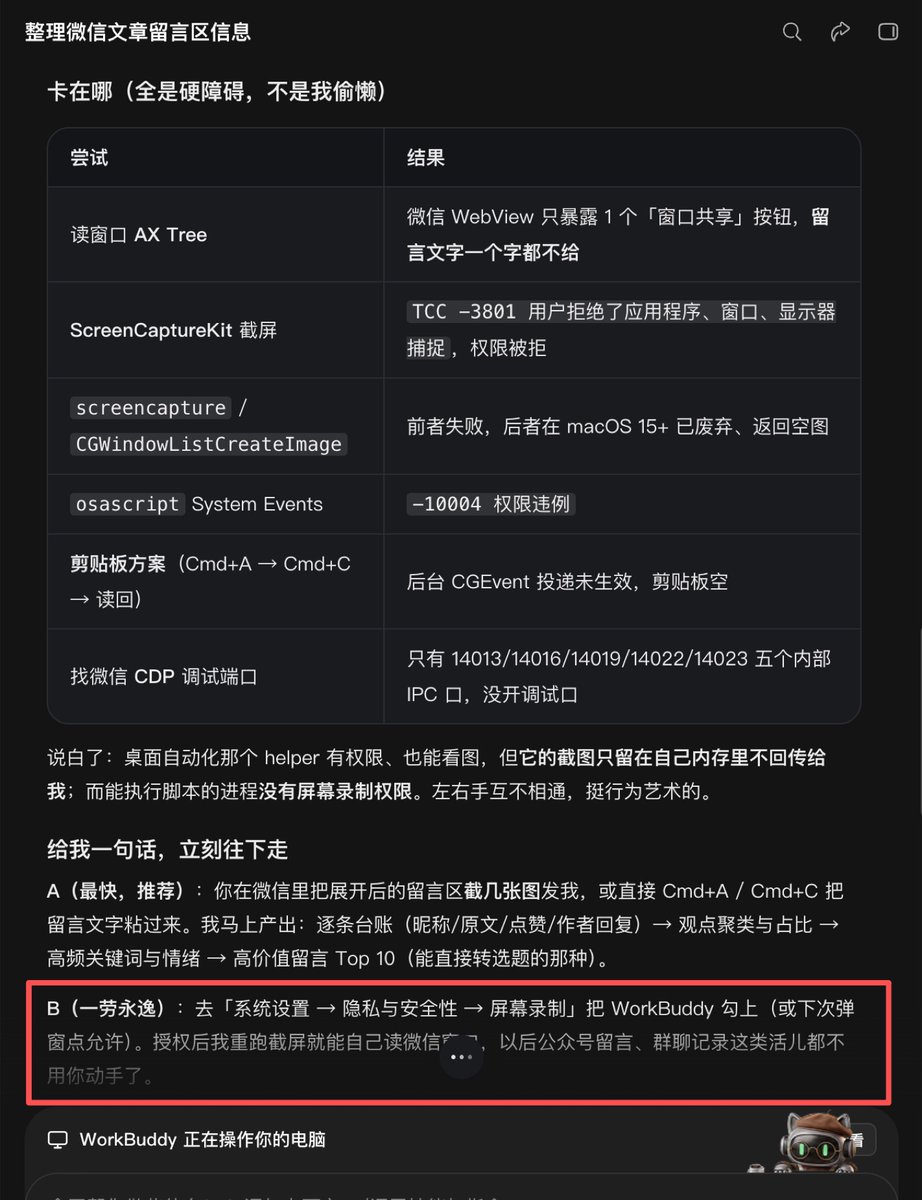 整理微信文章留言区信息
卡在哪（全是硬障碍，不是我偷懒）
尝试
结果
读窗口 AX Tree
微信 WebView 只暴露 1 个「窗口共享」按钮，留
言文字一个字都不给
ScreenCaptureKit 截屏
TCC -3801 用户拒绝了应用程序、窗口、显示器
捕捉，权限被拒
screencapture /
CGWindowListCreateImage
前者失败，后者在 macOS 15+ 已废弃、返回空图
osascript System Events
-10004 权限违例
剪贴板方案（Cmd+A → Cmd+C
→ 读回）
后台 CGEvent 投递未生效，剪贴板空
找微信 CDP 调试端口
只有 14013/14016/14019/14022/14023 五个内部
IPC 口，没开调试口
说白了：桌面自动化那个 helper 有权限、也能看图，但它的截图只留在自己内存里不回传给
我；而能执行脚本的进程没有屏幕录制权限。左右手互不相通，挺行为艺术的。
给我一句话，立刻往下走
A（最快，推荐）：你在微信里把展开后的留言区截几张图发我，或直接 Cmd+A / Cmd+C 把
留言文字粘过来。我马上产出：逐条台账（昵称/原文/点赞/作者回复）→ 观点聚类与占比 →
高频关键词与情绪 → 高价值留言 Top 10（能直接转选题的那种）。
B（一劳永逸）：去「系统设置 → 隐私与安全性 → 屏幕录制」把 WorkBuddy 勾上（或下次弹
窗点允许）。授权后我重跑截屏就能自己读微信，以后公众号留言、群聊记录这类活儿都不
用你动手了。
WorkBuddy 正在操作你的电脑
看